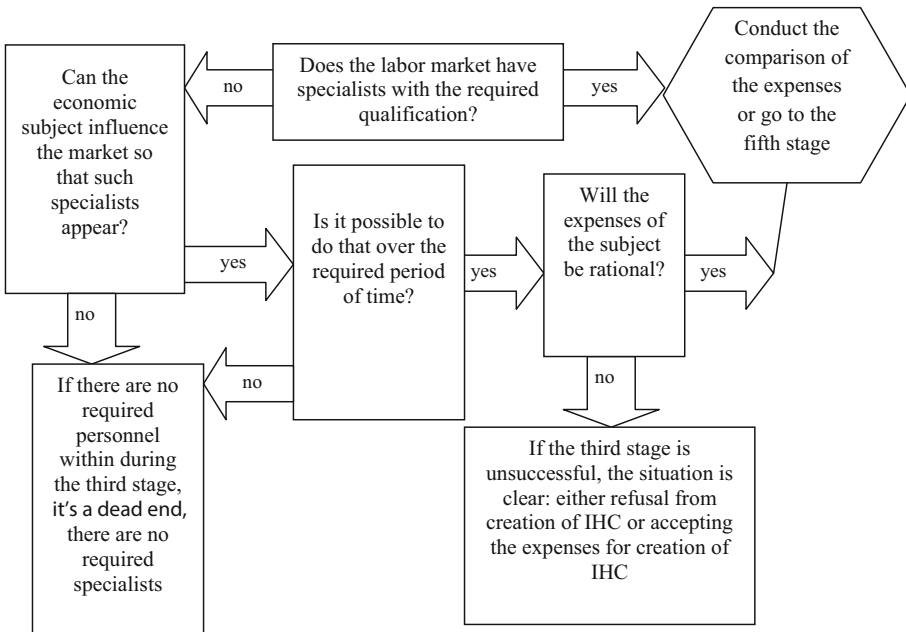 Does the labor market have
specialists with the required
qualification?
no
yes
Conduct the
comparison of
the expenses
or go to the
fifth stage
Can the
economic
subject influence
the market so
that such
specialists
appear?
yes
no
Is it possible to
do that over the
required period
of time?
yes
no
Will the
expenses of
the subject
be rational?
yes
no
If there are no
required
personnel
within during
the third stage,
it's a dead end,
there are no
required
specialists
If the third stage is
unsuccessful, the situation is
clear: either refusal from
creation of IHC or accepting
the expenses for creation of
IHC